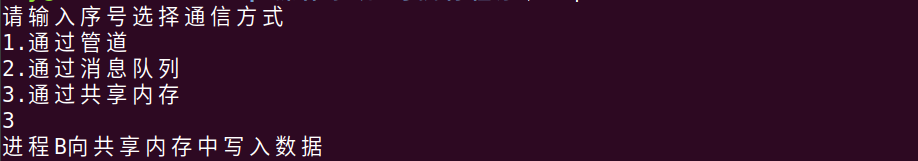 请输入序号选择通信方式
1.通过管道
2.通过消息队列
3.通过共享内存
3
进程B向共享内存中写入数据